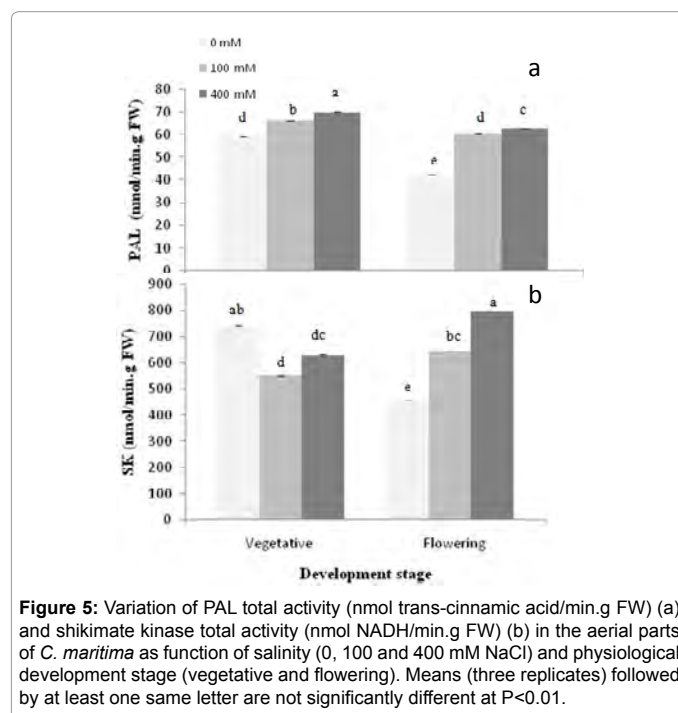 0 mM
100 mM
400 mM
a
PAL (nmol/min.g FW)
80
70
60
50
40
30
20
10
0
d b a
e d c
b
SK (nmol/min.g FW)
900
800
700
600
500
400
300
200
100
0
ab d dc
e bc a
Vegetative Flowering
Development stage
Figure 5: Variation of PAL total activity (nmol trans-cinnamic acid/min.g FW) (a)
and shikimate kinase total activity (nmol NADH/min.g FW) (b) in the aerial parts
of C. maritima as function of salinity (0, 100 and 400 mM NaCl) and physiological
development stage (vegetative and flowering). Means (three replicates) followed
by at least one same letter are not significantly different at P<0.01.